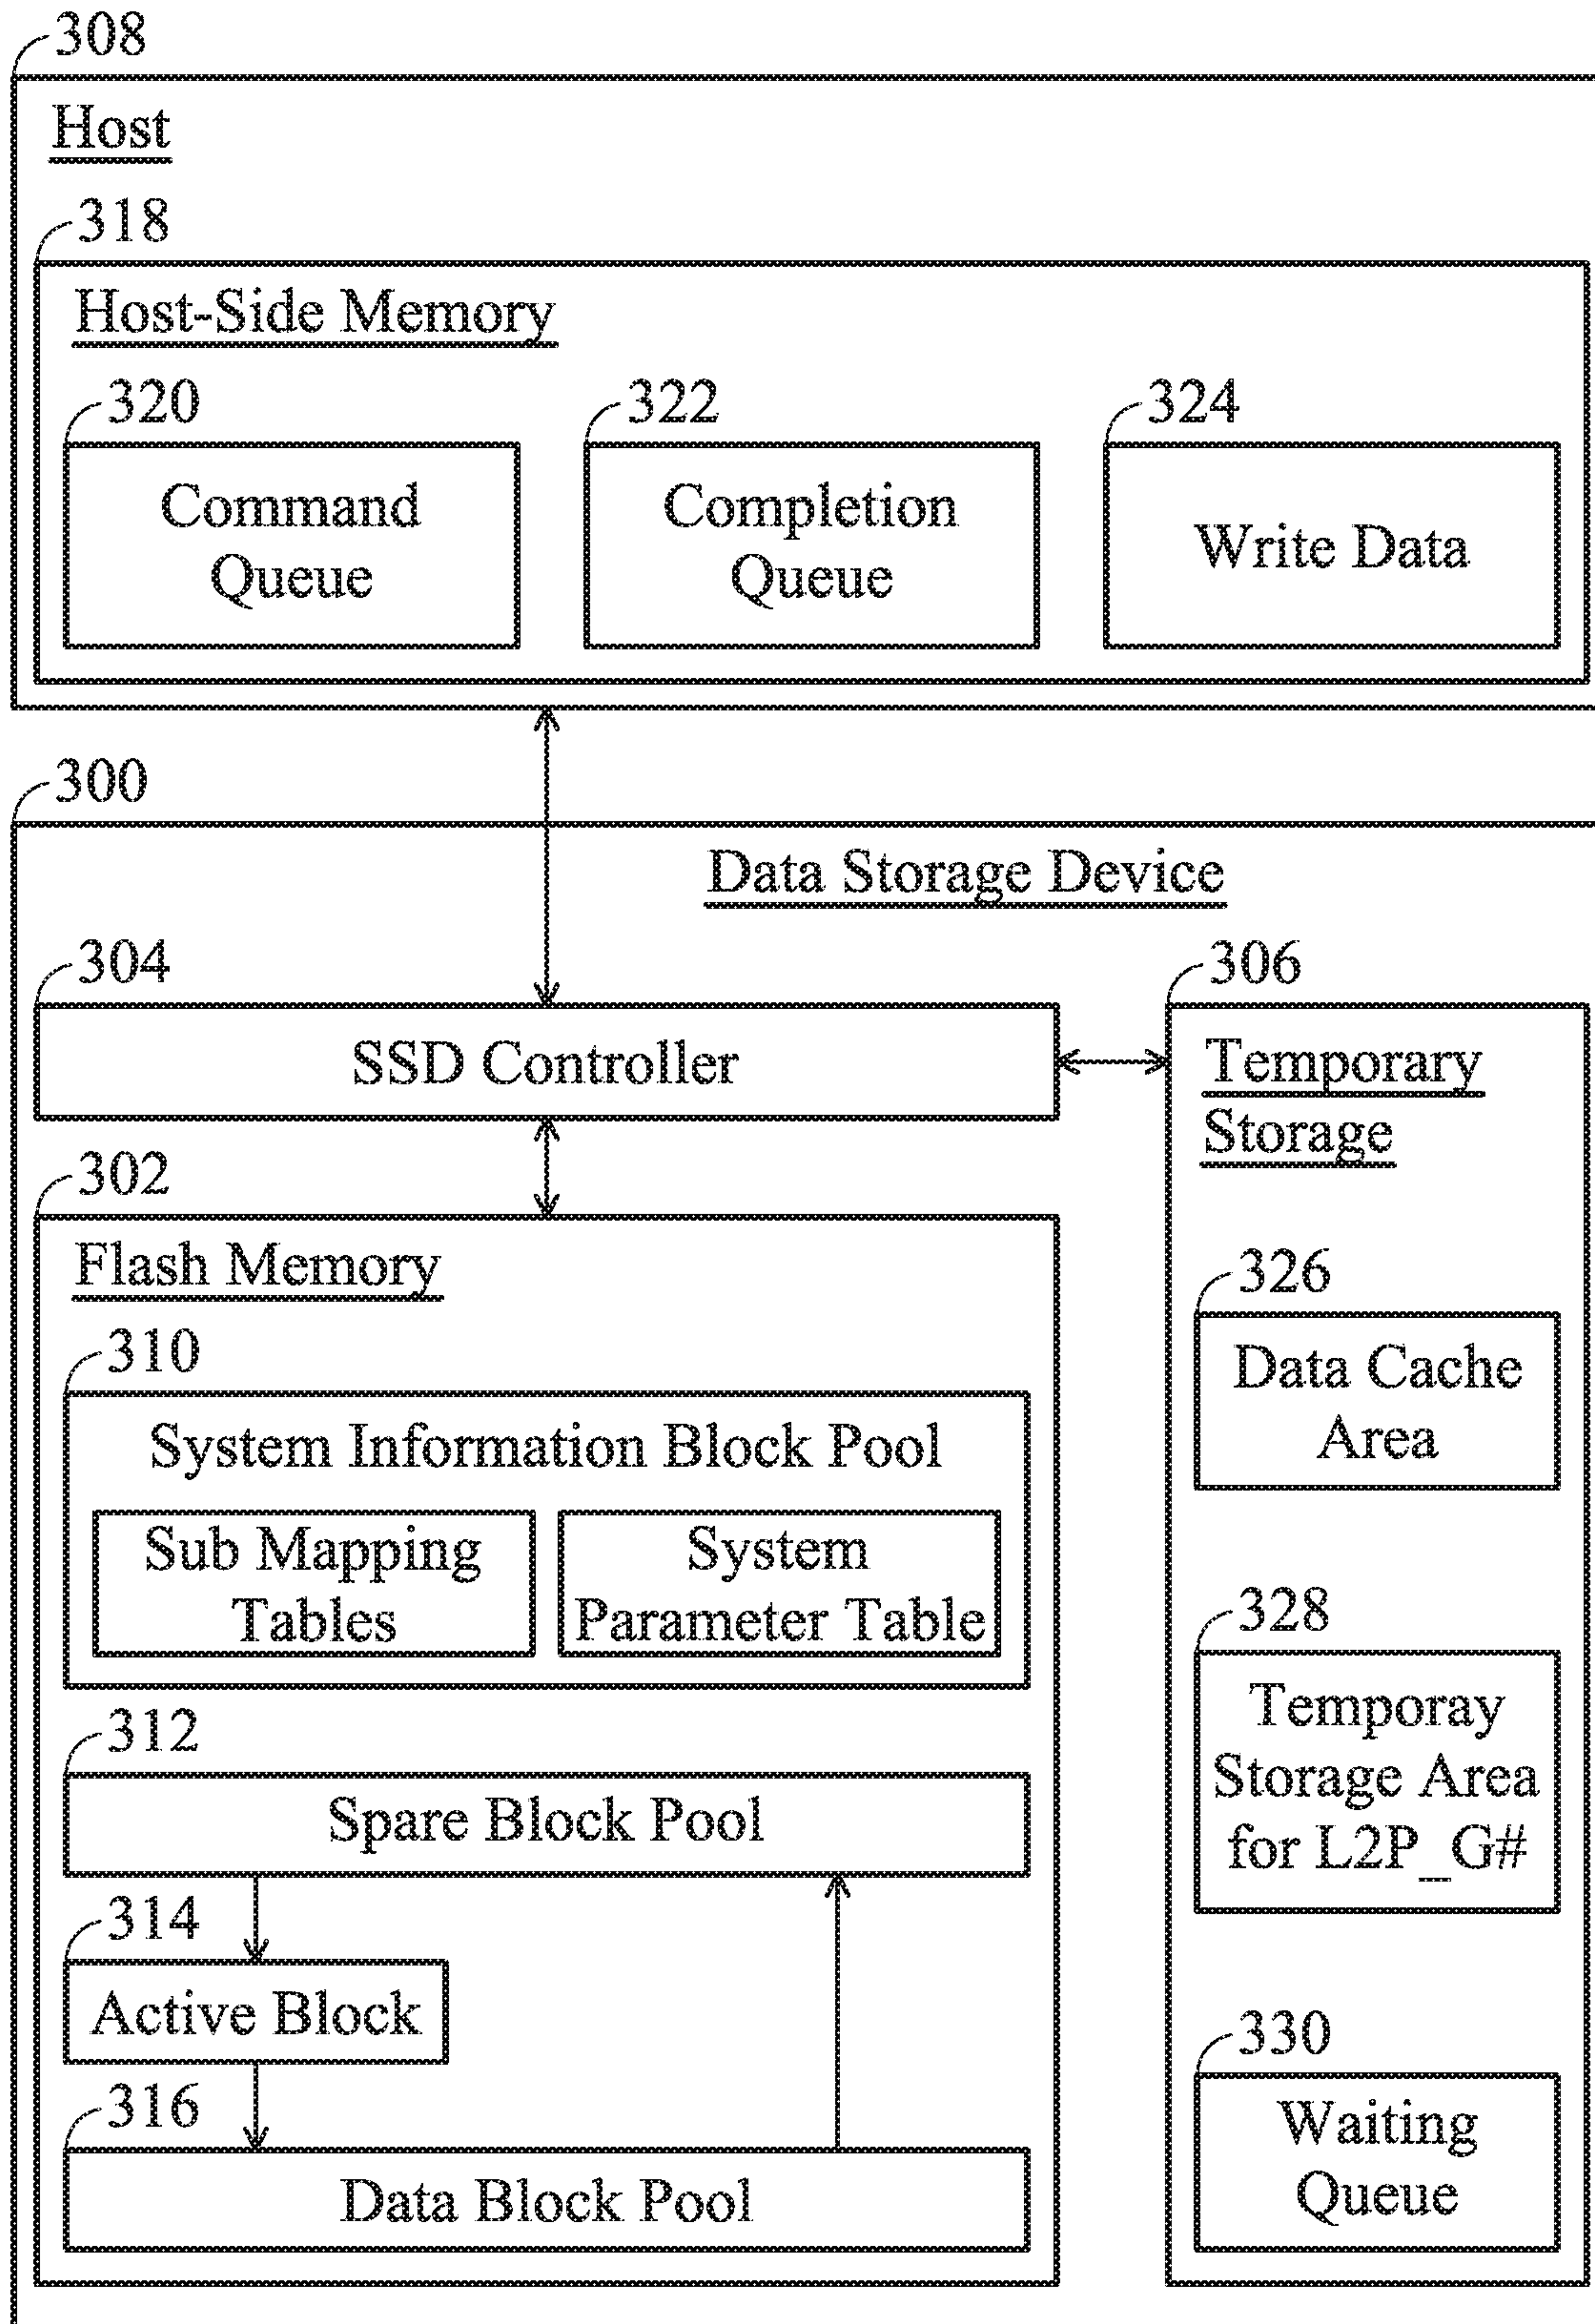 308
Host
318
Host-Side Memory
320
322
324
Command
Queue
Completion
Queue
Write Data
300
Data Storage Device
304
SSD Controller
306
Temporary
Storage
302
Flash Memory
310
System Information Block Pool
Sub Mapping
Tables
System
Parameter Table
312
Spare Block Pool
314
Active Block
316
Data Block Pool
326
Data Cache
Area
328
Temporay
Storage Area
for L2P_G#
330
Waiting
Queue